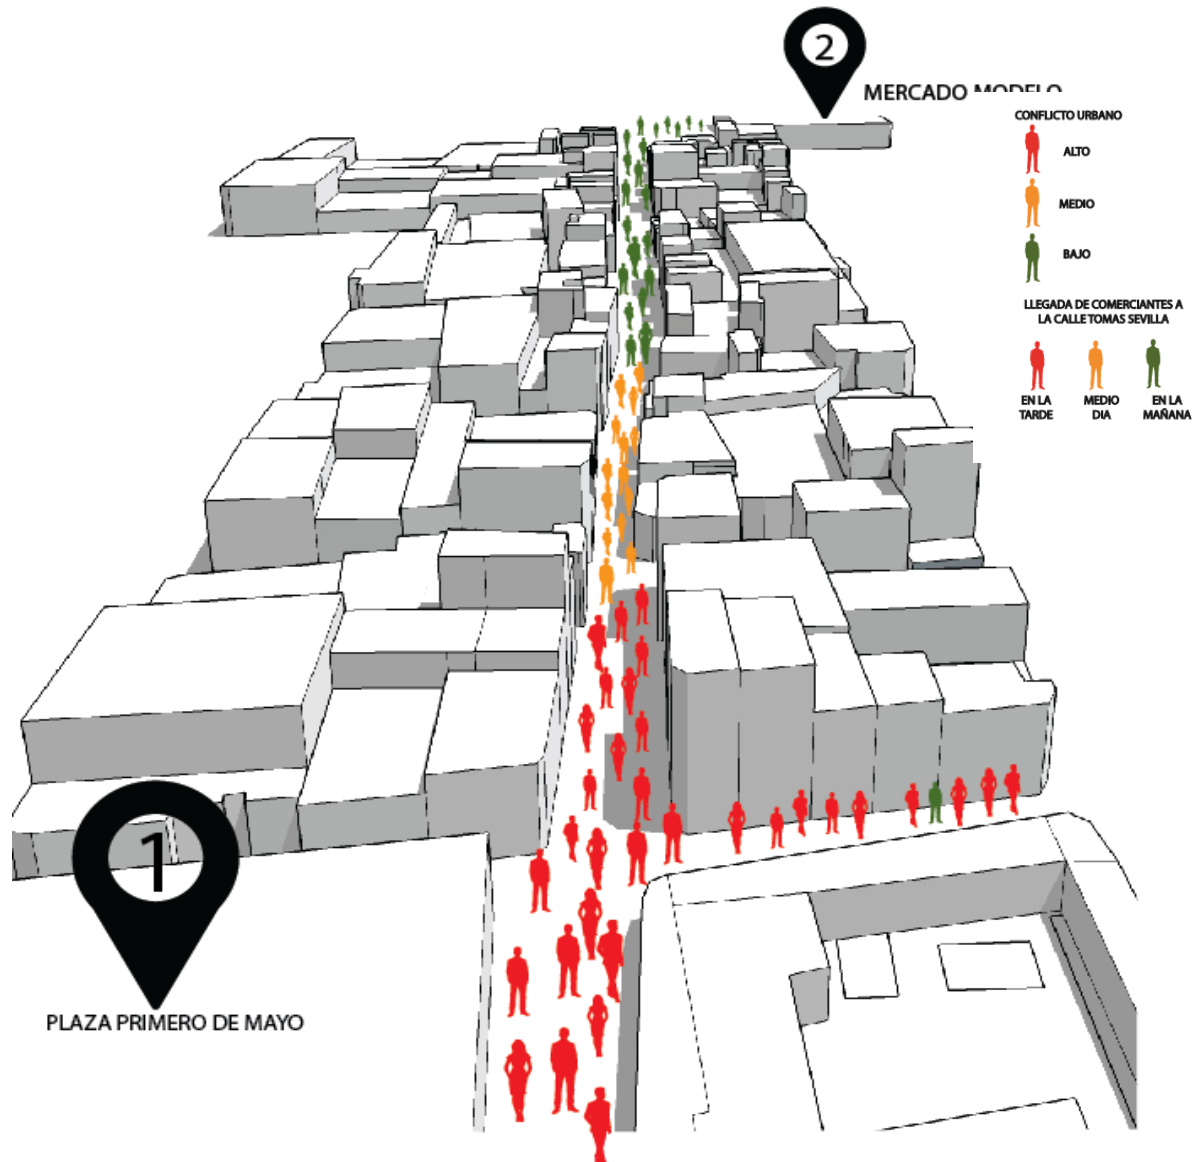 2
MERCADO MODELO
CONFLICTO URBANO
ALTO
MEDIO
BAJO
LLEGADA DE COMERCIANTES A
LA CALLE TOMAS SEVILLA
EN LA
TARDE
MEDIO
DIA
EN LA
MAÑANA
1
PLAZA PRIMERO DE MAYO